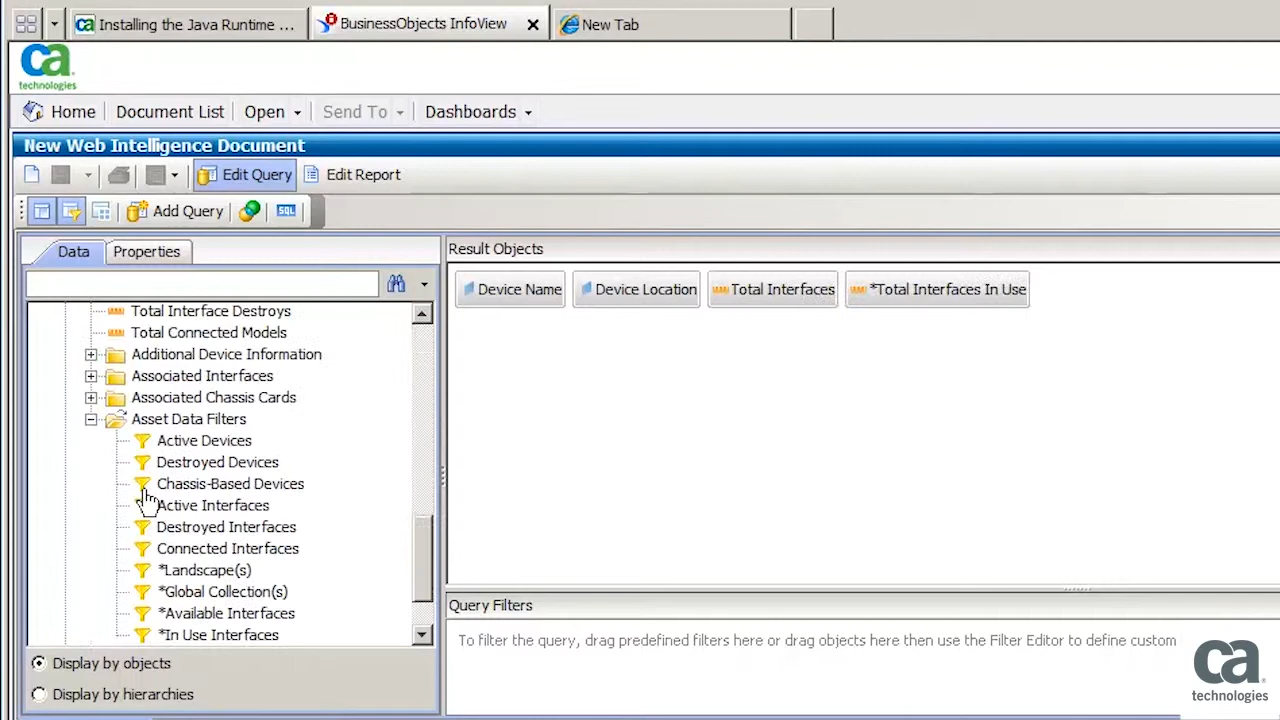 Installing the Java Runtime ...
BusinessObjects InfoView
New Tab
ca
technologies
Home
Document List
Open
Send To
Dashboards
New Web Intelligence Document
Edit Query
Edit Report
Add Query
SQL
Data
Properties
Result Objects
Device Name
Device Location
Total Interfaces
*Total Interfaces In Use
Total Interface Destroys
Total Connected Models
Additional Device Information
Associated Interfaces
Associated Chassis Cards
Asset Data Filters
Active Devices
Destroyed Devices
Chassis-Based Devices
Active Interfaces
Destroyed Interfaces
Connected Interfaces
*Landscape(s)
*Global Collection(s)
*Available Interfaces
*In Use Interfaces
Display by objects
Display by hierarchies
Query Filters
To filter the query, drag predefined filters here or drag objects here then use the Filter Editor to define custom
ca
technologies